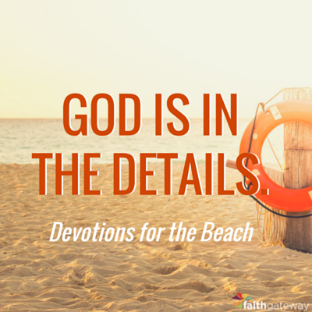 GOD IS IN
THE DETAILS.
Devotions for the Beach
faithgateway